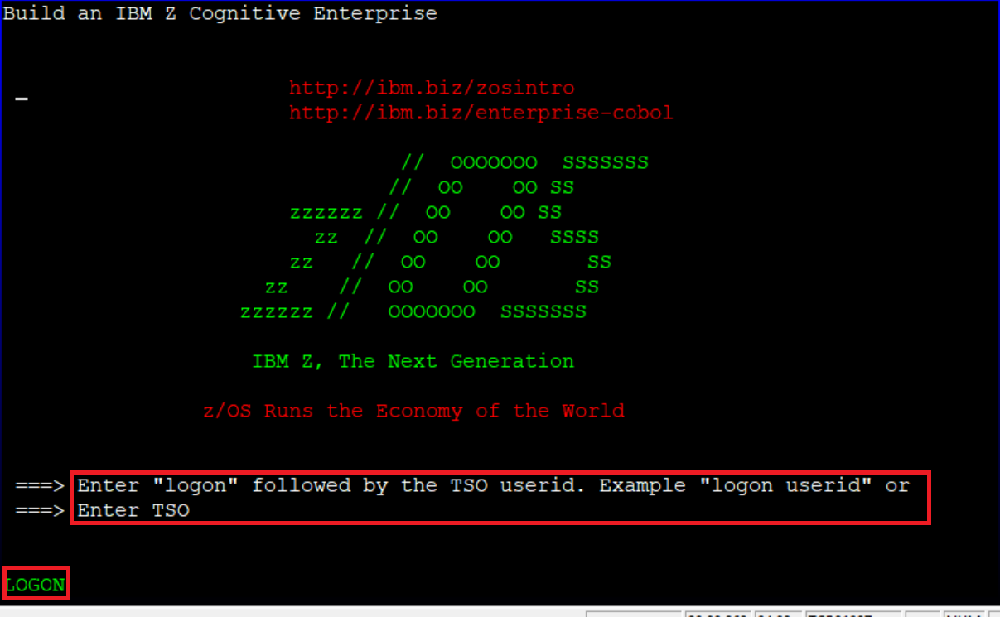 Build an IBM Z Cognitive Enterprise
http://ibm.biz/zosintro
http://ibm.biz/enterprise-cobol
// OOOOOOO SSSSSSS
// OO OO SS
zzzzzz // OO OO SS
zz // OO OO SSSS
zz // OO OO SS
zz // OO OO SS
zzzzzz // OOOOOOO SSSSSSS
IBM Z, The Next Generation
z/OS Runs the Economy of the World
===> Enter "logon" followed by the TSO userid. Example "logon userid" or
===> Enter TSO
LOGON